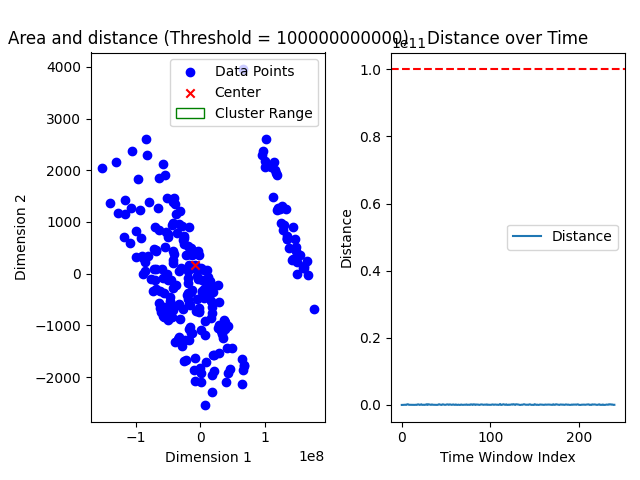 Area and distance (Threshold = 100000000000)
4000
3000
2000
1000
0
−1000
−2000
Dimension 2
Data Points
Center
Cluster Range
−1
0
1
1e8
Dimension 1
Distance over Time
1e11
1.0
0.8
0.6
0.4
0.2
0.0
Distance
Distance
0
100
200
Time Window Index